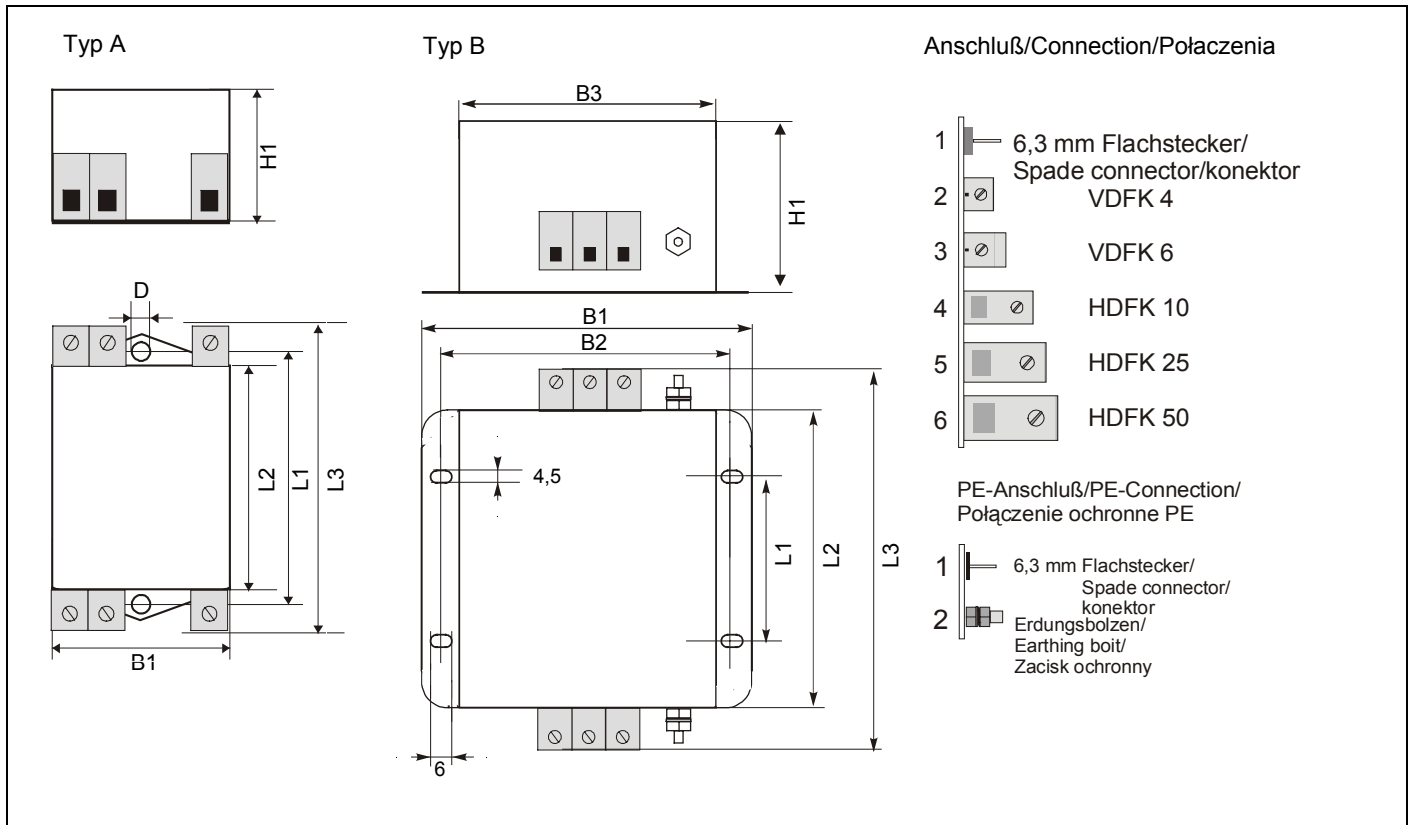 Typ A
H1
D
L2
L1
L3
B1
Typ B
B3
H1
B1
B2
4,5
L1
L2
L3
6
Anschluß/Connection/Połaczenia
1 6,3 mm Flachstecker/
Spade connector/konektor
2 VDFK 4
3 VDFK 6
4 HDFK 10
5 HDFK 25
6 HDFK 50
PE-Anschluß/PE-Connection/
Połączenie ochronne PE
1 6,3 mm Flachstecker/
Spade connector/
konektor
2 Erdungsbolzen/
Earthing boit/
Zacisk ochronny